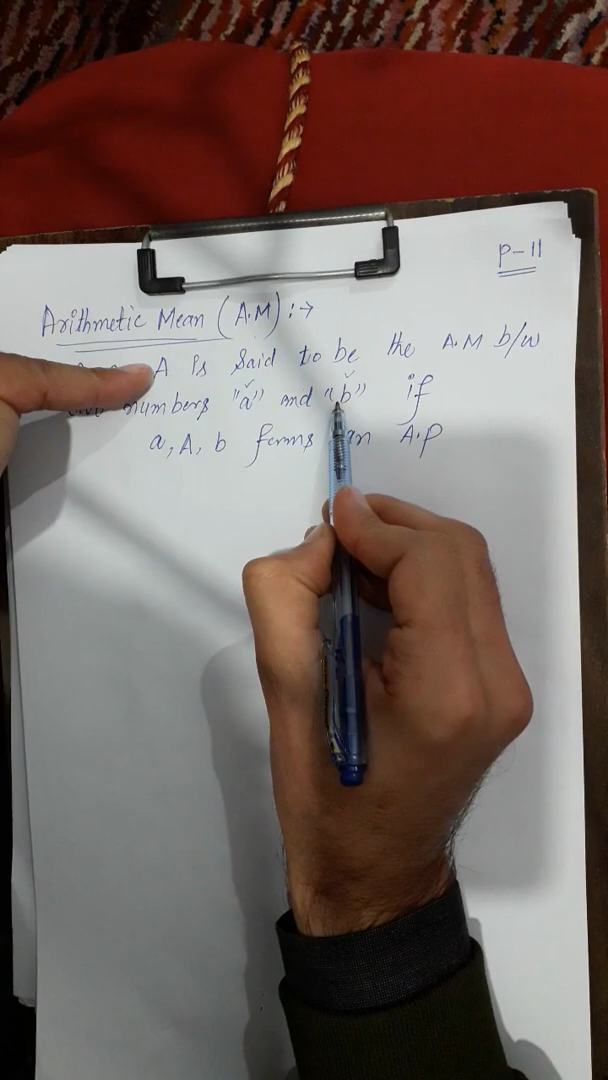 P-11
Arithmetic Mean (A.M) :→
A is said to be the A.M b/w
numbers "a" and "b" if
a, A, b forms an A.P